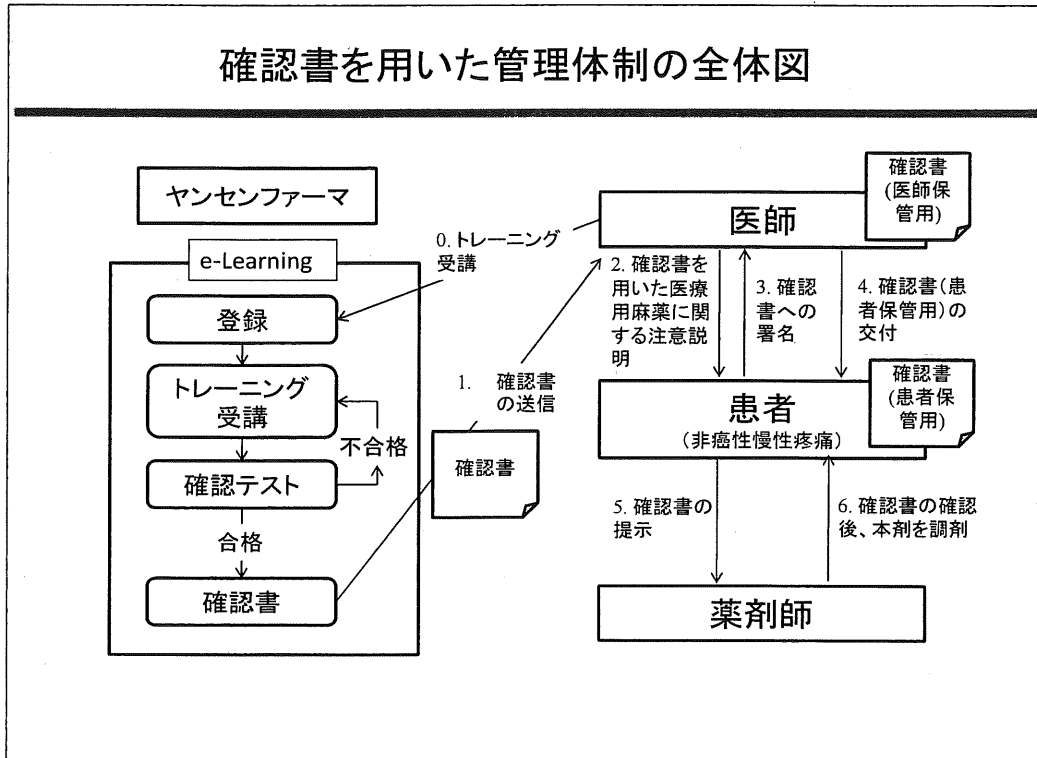 確認書を用いた管理体制の全体図
ヤンセンファーマ
e-Learning
登録
トレーニング
受講
不合格
確認テスト
合格
確認書
0. トレーニング
受講
1. 確認書
の送信
確認書
医師
確認書
(医師保
管用)
2. 確認書を
用いた医療
用麻薬に関
する注意説
明
3. 確認
書への
署名
4. 確認書(患
者保管用)の
交付
患者
(非癌性慢性疼痛)
確認書
(患者保
管用)
5. 確認書の
提示
6. 確認書の確認
後、本剤を調剤
薬剤師